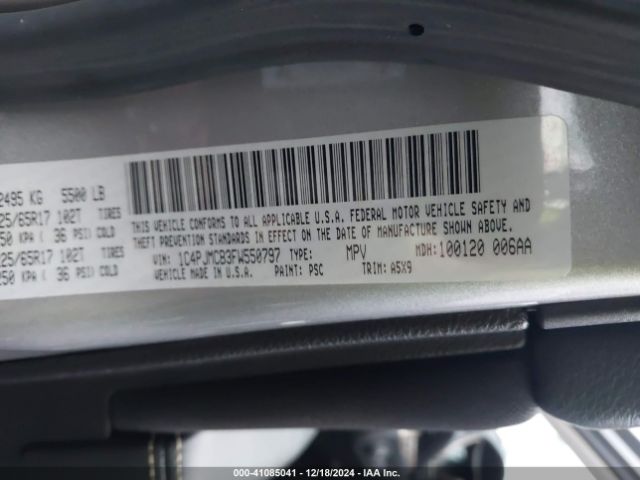 2495 KG 5500 LB
25/65R17 102T TIRES
250 KPA ( 36 PSI) COLD
25/65R17 102T TIRES
250 KPA ( 36 PSI) COLD
THIS VEHICLE CONFORMS TO ALL APPLICABLE U.S.A. FEDERAL MOTOR VEHICLE SAFETY AND
THEFT PREVENTION STANDARDS IN EFFECT ON THE DATE OF MANUFACTURE SHOWN ABOVE.
VIN: 1C4PJMCB3FW550797 TYPE: MPV MDH: 100120 006AA
VEHICLE MADE IN U.S.A. PAINT: PSC TRIM: A5X9
000-41085041 - 12/18/2024 - IAA Inc.